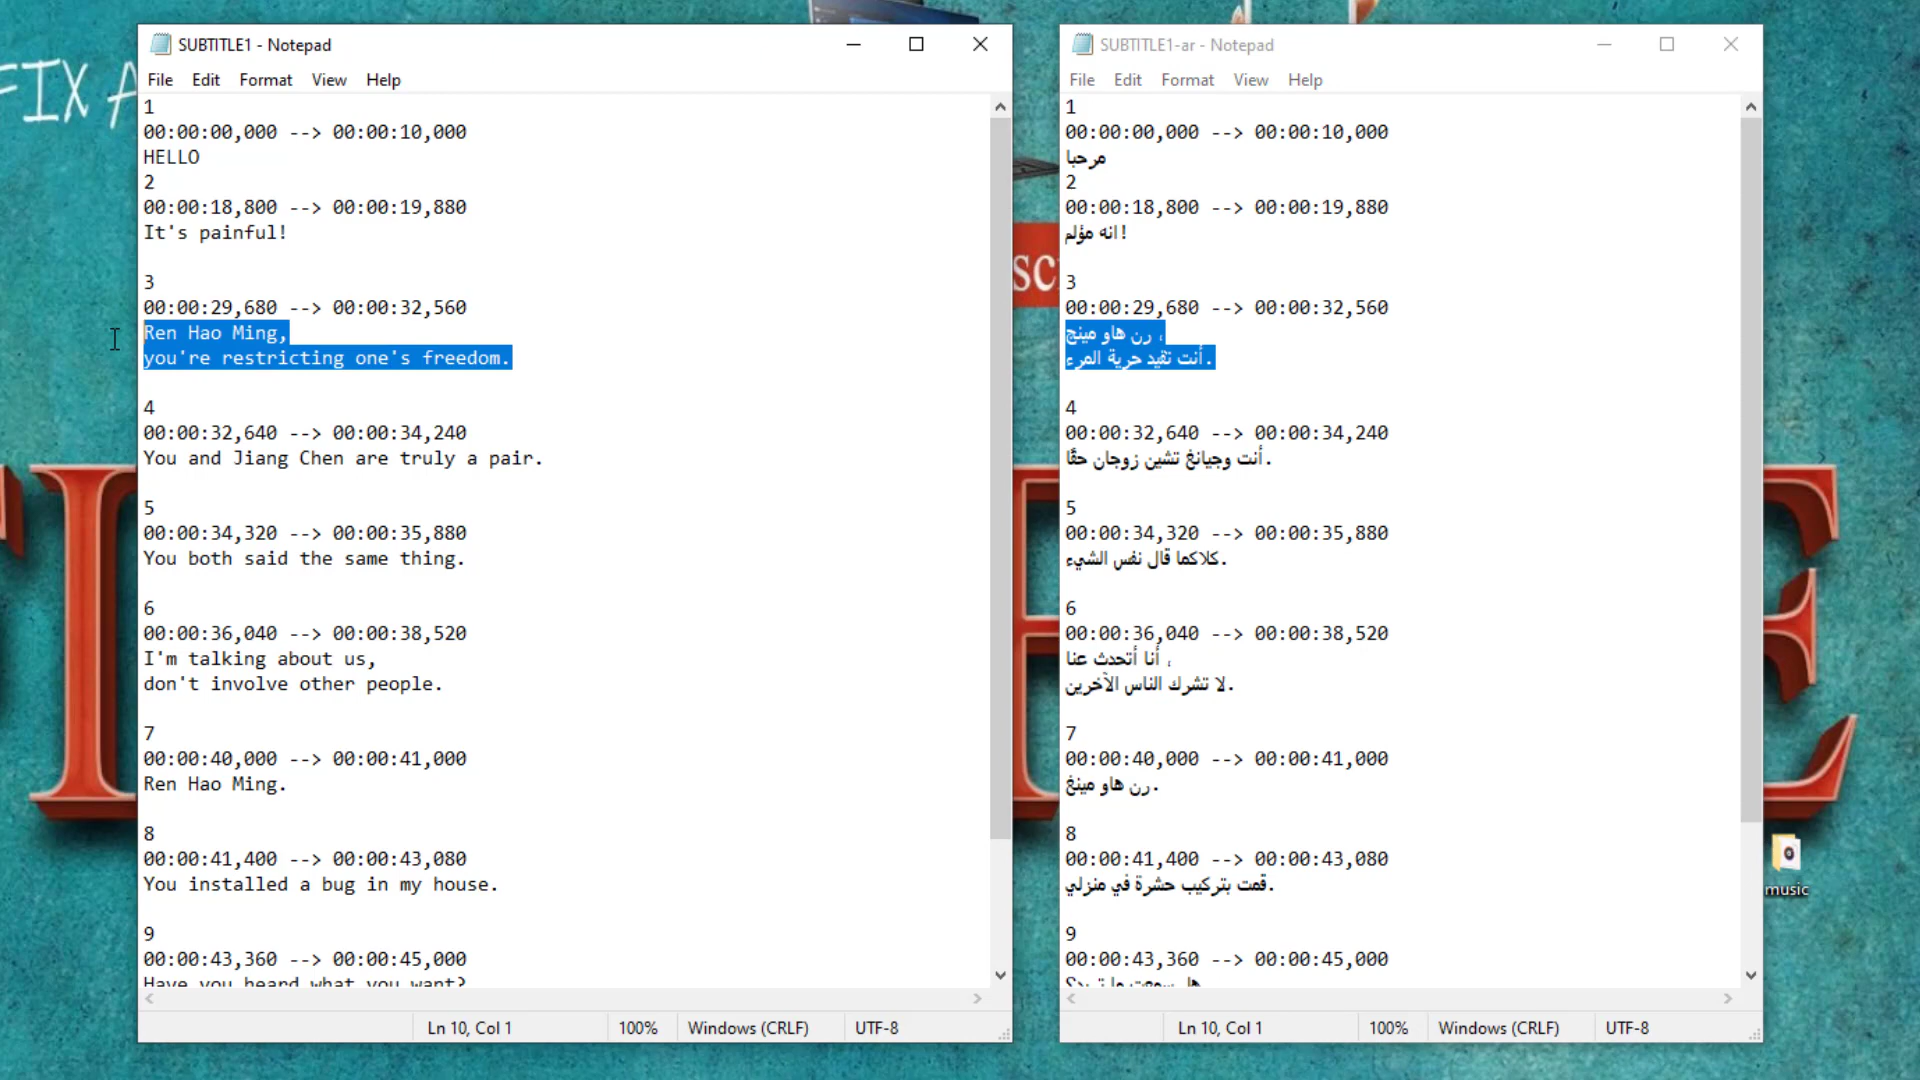 FIX A
SUBTITLE1 - Notepad
File Edit Format View Help
1
00:00:00,000 --> 00:00:10,000
HELLO
2
00:00:18,800 --> 00:00:19,880
It's painful!
3
00:00:29,680 --> 00:00:32,560
Ren Hao Ming,
you're restricting one's freedom.
4
00:00:32,640 --> 00:00:34,240
You and Jiang Chen are truly a pair.
5
00:00:34,320 --> 00:00:35,880
You both said the same thing.
6
00:00:36,040 --> 00:00:38,520
I'm talking about us,
don't involve other people.
7
00:00:40,000 --> 00:00:41,000
Ren Hao Ming.
8
00:00:41,400 --> 00:00:43,080
You installed a bug in my house.
9
00:00:43,360 --> 00:00:45,000
Have you heard what you want?
Ln 10, Col 1 100% Windows (CRLF) UTF-8
SUBTITLE1-ar - Notepad
File Edit Format View Help
1
00:00:00,000 --> 00:00:10,000
مرحبا
2
00:00:18,800 --> 00:00:19,880
انه مؤلم!
3
00:00:29,680 --> 00:00:32,560
رن هاو مينج ،
أنت تقيد حرية المرء.
4
00:00:32,640 --> 00:00:34,240
أنت وجيانغ تشين زوجان حقًا.
5
00:00:34,320 --> 00:00:35,880
كلاكما قال نفس الشيء.
6
00:00:36,040 --> 00:00:38,520
أنا أتحدث عنا ،
لا تشرك الناس الآخرين.
7
00:00:40,000 --> 00:00:41,000
رن هاو مينغ.
8
00:00:41,400 --> 00:00:43,080
قمت بتركيب حشرة في منزلي.
9
00:00:43,360 --> 00:00:45,000
هل سمعت ما تريد؟
Ln 10, Col 1 100% Windows (CRLF) UTF-8
sc
music